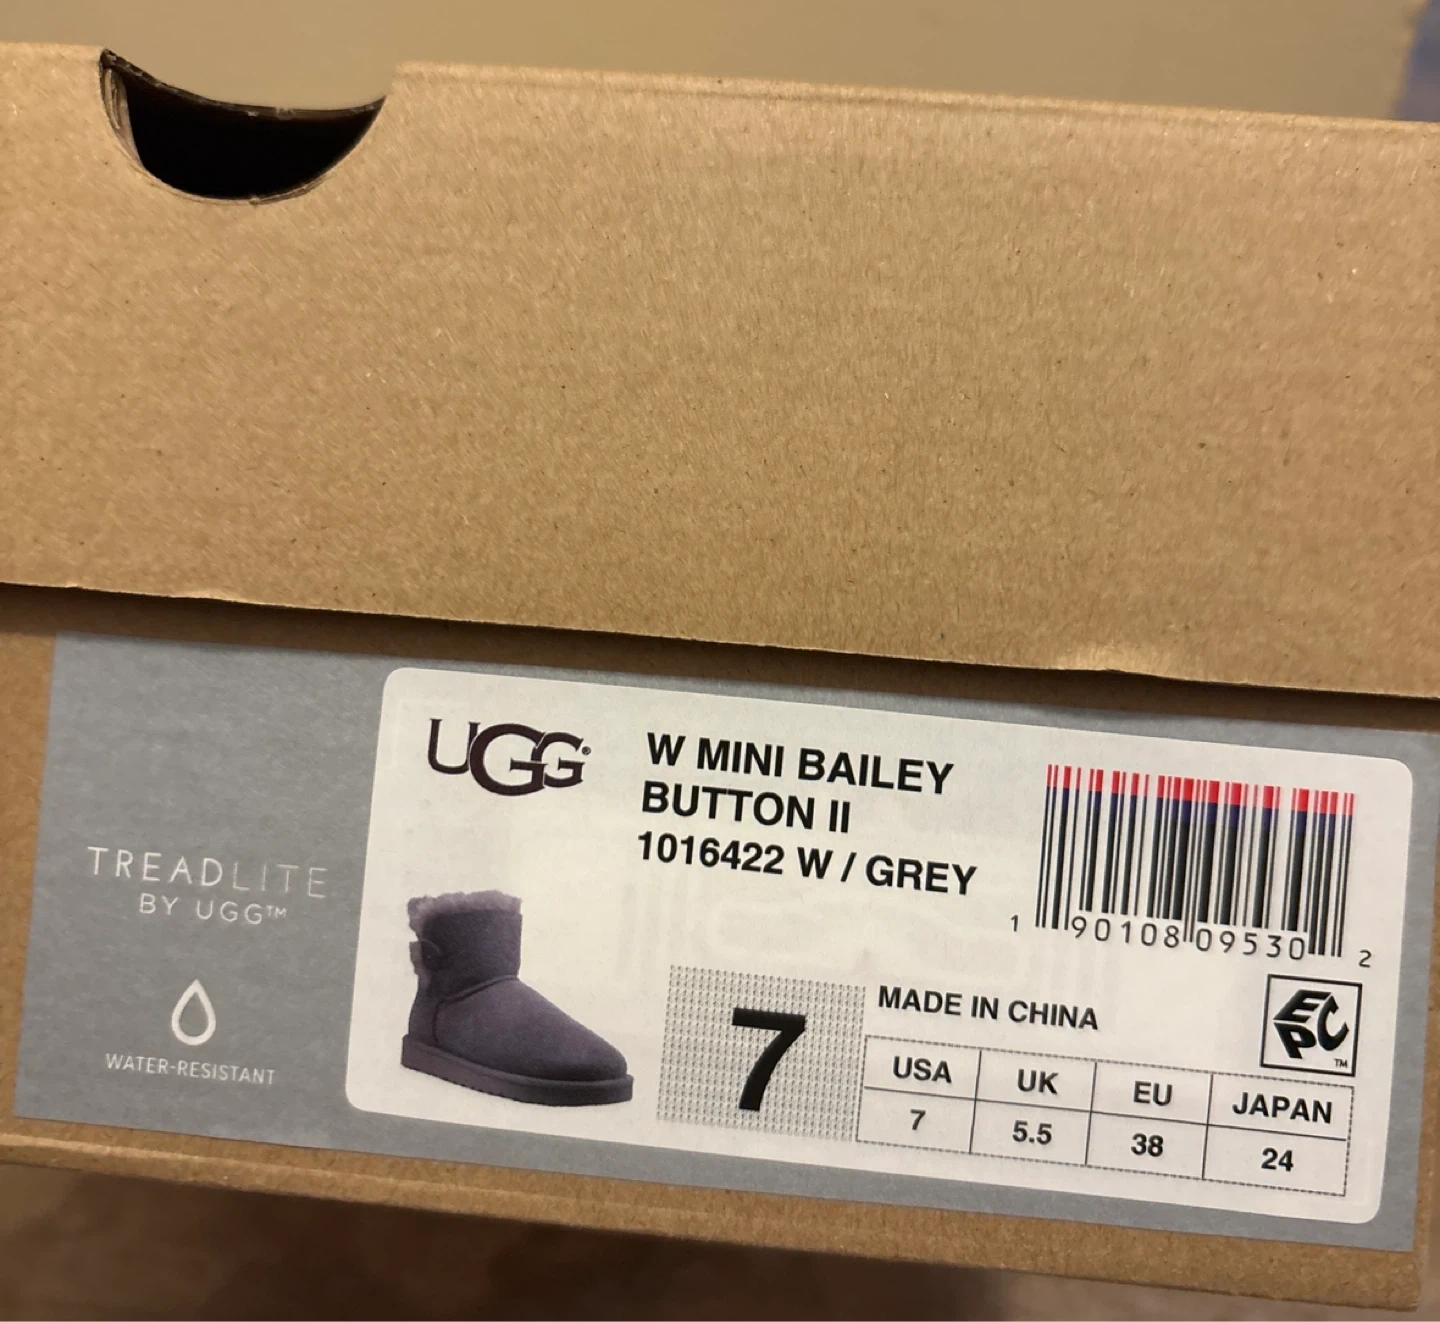 TREADLITE
BY UGG™
WATER-RESISTANT
UGG®
W MINI BAILEY
BUTTON II
1016422 W / GREY
1 90108 09530 2
7
MADE IN CHINA
EPC™
USA UK EU JAPAN
7 5.5 38 24